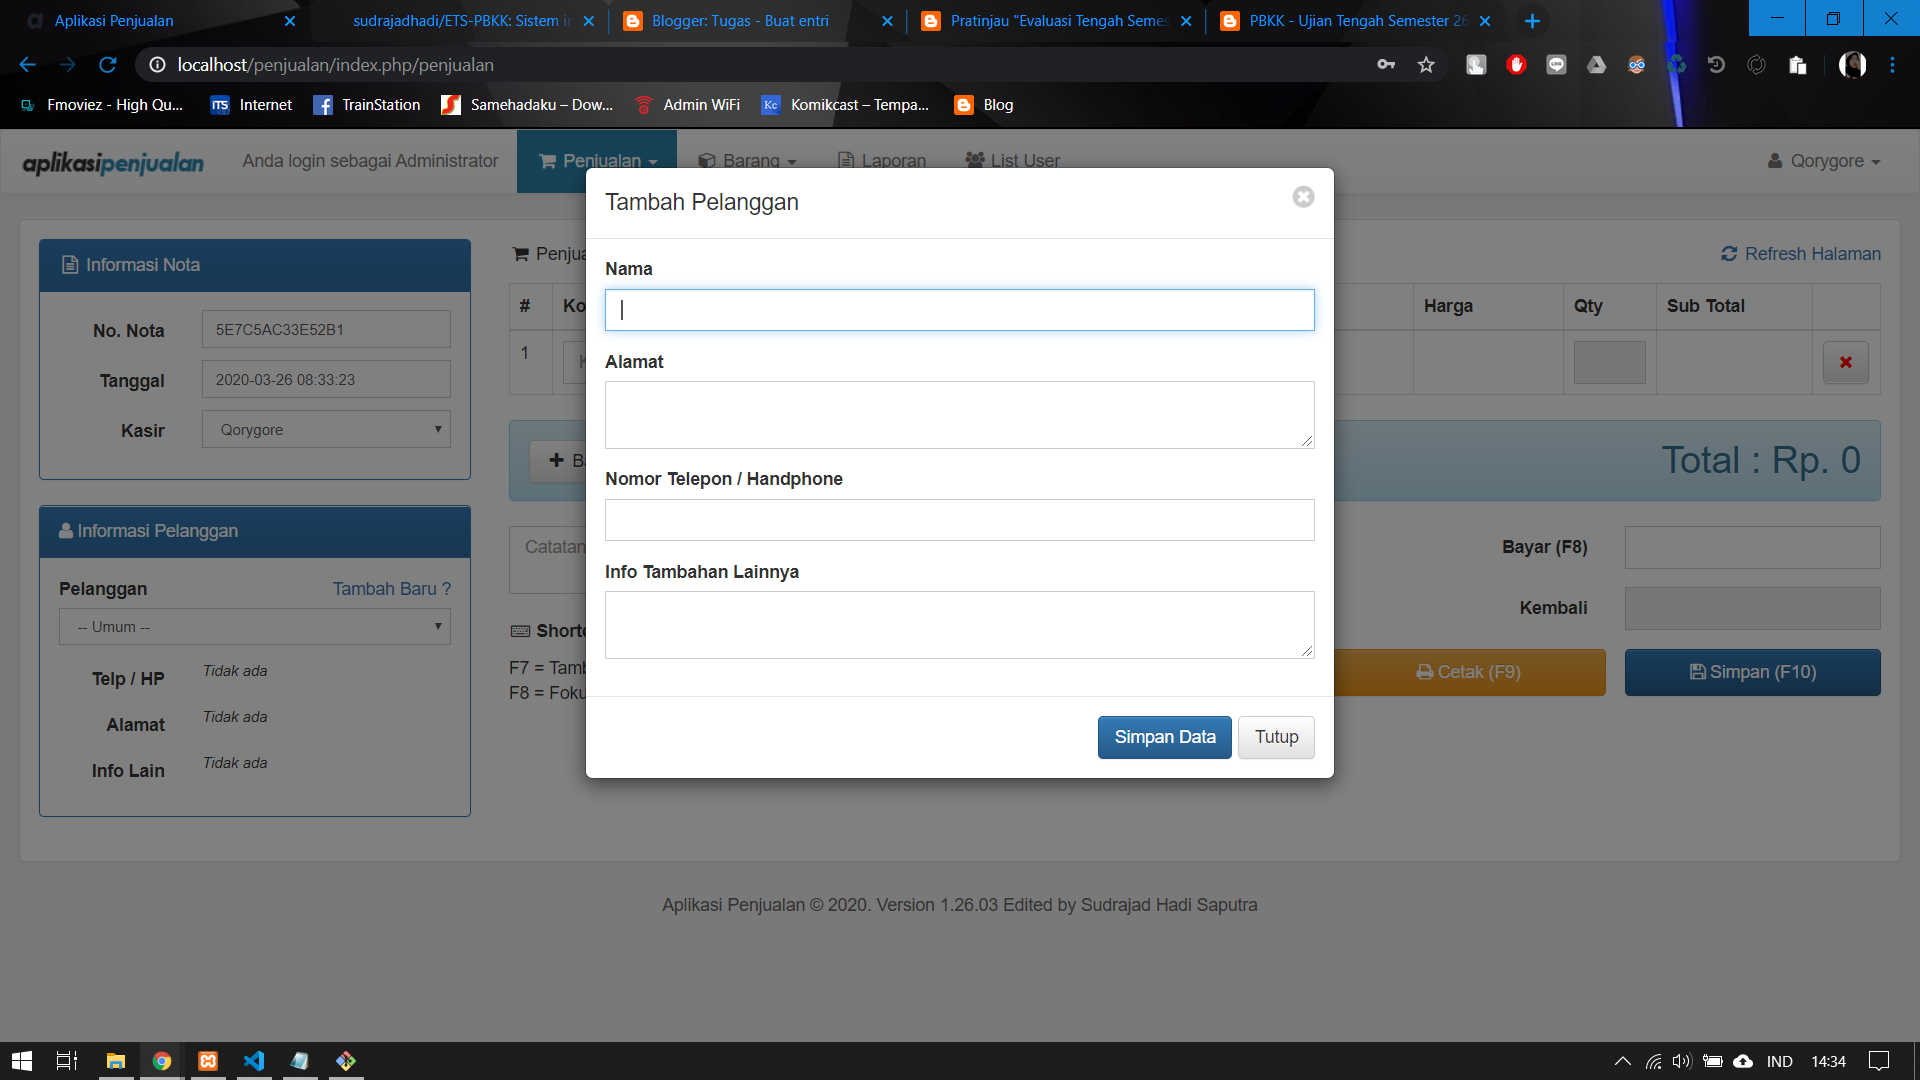 Aplikasi Penjualan
sudrajadhadi/ETS-PBKK: Sistem i
Blogger: Tugas - Buat entri
Pratinjau "Evaluasi Tengah Semes
PBKK - Ujian Tengah Semester 26
localhost/penjualan/index.php/penjualan
Fmoviez - High Qu...
Internet
TrainStation
Samehadaku – Dow...
Admin WiFi
Komikcast – Tempa...
Blog
aplikasipenjualan
Anda login sebagai Administrator
Penjualan
Barang
Laporan
List User
Qorygore
Tambah Pelanggan
Informasi Nota
No. Nota 5E7C5AC33E52B1
Tanggal 2020-03-26 08:33:23
Kasir Qorygore
Informasi Pelanggan
Pelanggan Tambah Baru ?
-- Umum --
Telp / HP Tidak ada
Alamat Tidak ada
Info Lain Tidak ada
Penjua
Refresh Halaman
# Ko Harga Qty Sub Total
1 K
B
Total : Rp. 0
Catatan
Bayar (F8)
Kembali
Shortc
F7 = Tamb
F8 = Foku
Cetak (F9)
Simpan (F10)
Nama
Alamat
Nomor Telepon / Handphone
Info Tambahan Lainnya
Simpan Data
Tutup
Aplikasi Penjualan © 2020. Version 1.26.03 Edited by Sudrajad Hadi Saputra
IND
14:34